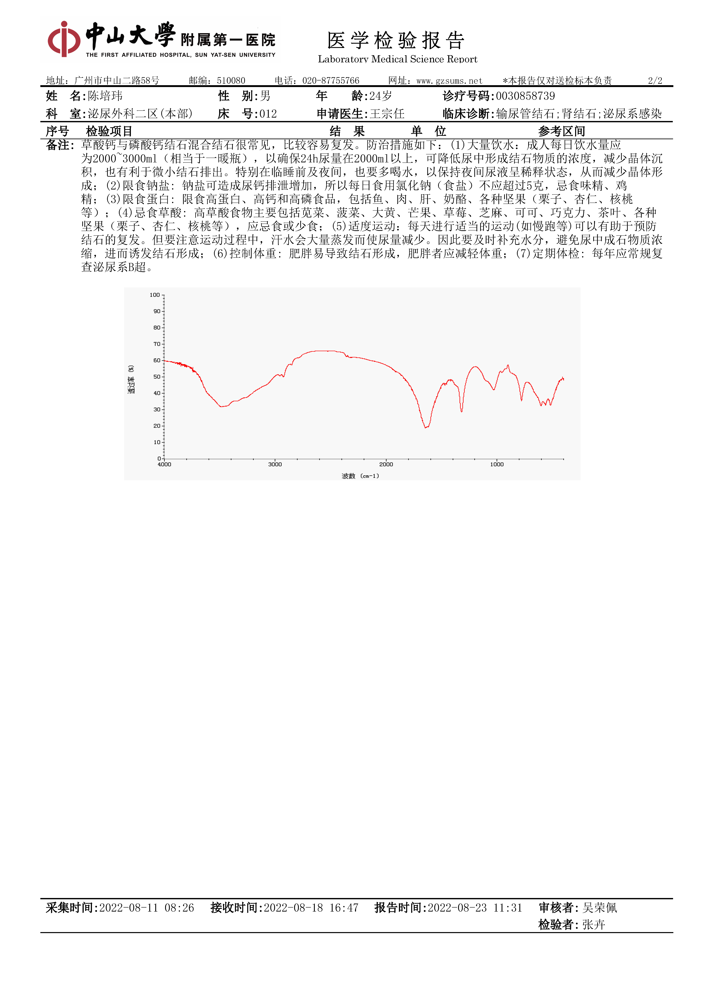 中山大學附属第一医院
THE FIRST AFFILIATED HOSPITAL, SUN YAT-SEN UNIVERSITY
医学检验报告
Laboratory Medical Science Report
地址：广州市中山二路58号 邮编：510080 电话：020-87755766 网址：www.gzsums.net *本报告仅对送检标本负责 2/2
姓 名:陈培玮 性 别:男 年 龄:24岁 诊疗号码:0030858739
科 室:泌尿外科二区(本部) 床 号:012 申请医生:王宗任 临床诊断:输尿管结石;肾结石;泌尿系感染
序号 检验项目 结 果 单 位 参考区间
备注: 草酸钙与磷酸钙结石混合结石很常见，比较容易复发。防治措施如下：(1)大量饮水：成人每日饮水量应
为2000~3000ml（相当于一暖瓶），以确保24h尿量在2000ml以上，可降低尿中形成结石物质的浓度，减少晶体沉
积，也有利于微小结石排出。特别在临睡前及夜间，也要多喝水，以保持夜间尿液呈稀释状态，从而减少晶体形
成；(2)限食钠盐：钠盐可造成尿钙排泄增加，所以每日食用氯化钠（食盐）不应超过5克，忌食味精、鸡
精；(3)限食蛋白：限食高蛋白、高钙和高磷食品，包括鱼、肉、肝、奶酪、各种坚果（栗子、杏仁、核桃
等）；(4)忌食草酸：高草酸食物主要包括苋菜、菠菜、大黄、芒果、草莓、芝麻、可可、巧克力、茶叶、各种
坚果（栗子、杏仁、核桃等），应忌食或少食；(5)适度运动：每天进行适当的运动(如慢跑等)可以有助于预防
结石的复发。但要注意运动过程中，汗水会大量蒸发而使尿量减少。因此要及时补充水分，避免尿中成石物质浓
缩，进而诱发结石形成；(6)控制体重：肥胖易导致结石形成，肥胖者应减轻体重；(7)定期体检：每年应常规复
查泌尿系B超。
100
90
80
70
60
50
40
30
20
10
0
透过率 (%)
4000 3000 2000 1000
波数 (cm-1)
采集时间:2022-08-11 08:26 接收时间:2022-08-18 16:47 报告时间:2022-08-23 11:31 审核者: 吴荣佩
检验者: 张卉